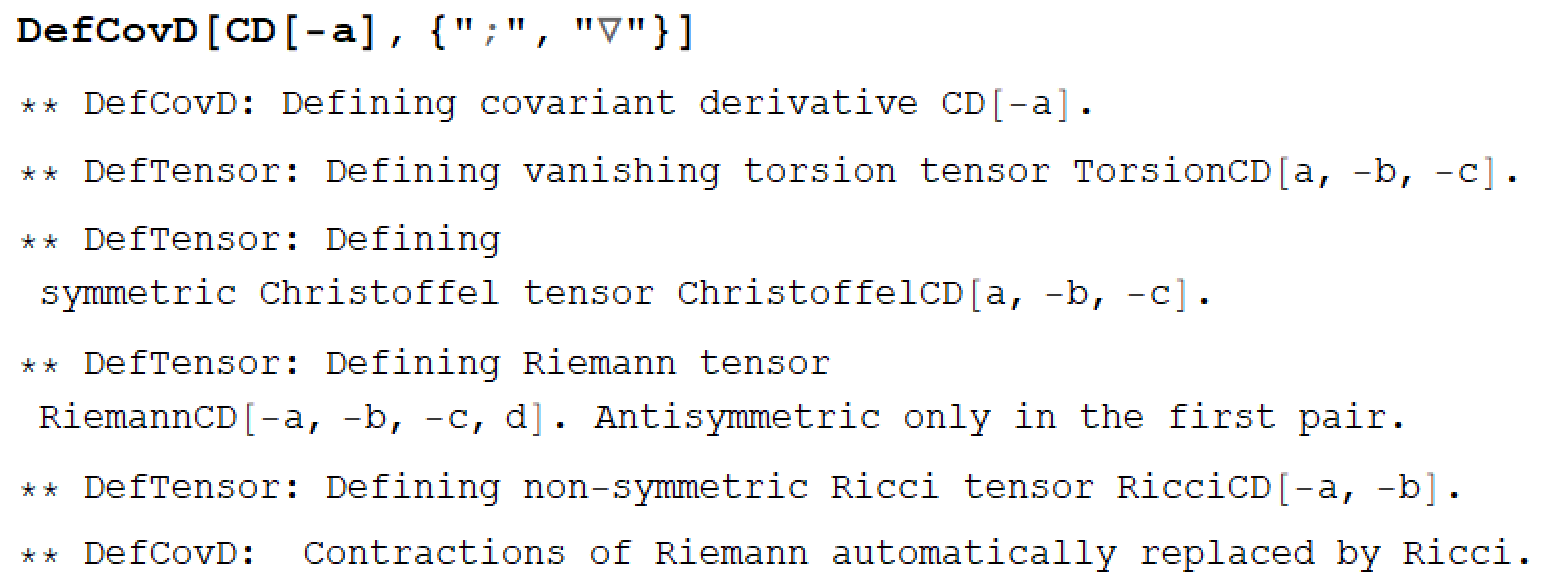 DefCovD[CD[-a], {";", "∇"}]
** DefCovD: Defining covariant derivative CD[-a].
** DefTensor: Defining vanishing torsion tensor TorsionCD[a, -b, -c].
** DefTensor: Defining
symmetric Christoffel tensor ChristoffelCD[a, -b, -c].
** DefTensor: Defining Riemann tensor
RiemannCD[-a, -b, -c, d]. Antisymmetric only in the first pair.
** DefTensor: Defining non-symmetric Ricci tensor RicciCD[-a, -b].
** DefCovD:  Contractions of Riemann automatically replaced by Ricci.